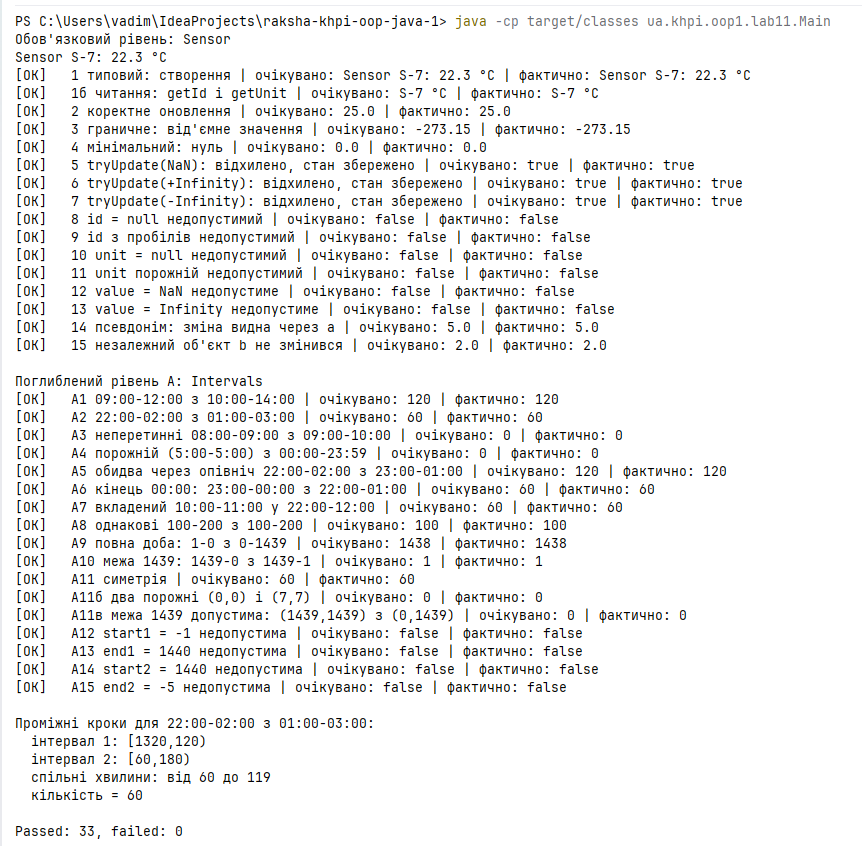 PS C:\Users\vadim\IdeaProjects\raksha-khpi-oop-java-1> java -cp target/classes ua.khpi.oop1.lab11.Main
Обов'язковий рівень: Sensor
Sensor S-7: 22.3 °C
[OK]   1 типовий: створення | очікувано: Sensor S-7: 22.3 °C | фактично: Sensor S-7: 22.3 °C
[OK]   1б читання: getId і getUnit | очікувано: S-7 °C | фактично: S-7 °C
[OK]   2 коректне оновлення | очікувано: 25.0 | фактично: 25.0
[OK]   3 граничне: від'ємне значення | очікувано: -273.15 | фактично: -273.15
[OK]   4 мінімальний: нуль | очікувано: 0.0 | фактично: 0.0
[OK]   5 tryUpdate(NaN): відхилено, стан збережено | очікувано: true | фактично: true
[OK]   6 tryUpdate(+Infinity): відхилено, стан збережено | очікувано: true | фактично: true
[OK]   7 tryUpdate(-Infinity): відхилено, стан збережено | очікувано: true | фактично: true
[OK]   8 id = null недопустимий | очікувано: false | фактично: false
[OK]   9 id з пробілів недопустимий | очікувано: false | фактично: false
[OK]   10 unit = null недопустимий | очікувано: false | фактично: false
[OK]   11 unit порожній недопустимий | очікувано: false | фактично: false
[OK]   12 value = NaN недопустиме | очікувано: false | фактично: false
[OK]   13 value = Infinity недопустиме | очікувано: false | фактично: false
[OK]   14 псевдонім: зміна видна через a | очікувано: 5.0 | фактично: 5.0
[OK]   15 незалежний об'єкт b не змінився | очікувано: 2.0 | фактично: 2.0
Поглиблений рівень A: Intervals
[OK]   A1 09:00-12:00 з 10:00-14:00 | очікувано: 120 | фактично: 120
[OK]   A2 22:00-02:00 з 01:00-03:00 | очікувано: 60 | фактично: 60
[OK]   A3 неперетинні 08:00-09:00 з 09:00-10:00 | очікувано: 0 | фактично: 0
[OK]   A4 порожній (5:00-5:00) з 00:00-23:59 | очікувано: 0 | фактично: 0
[OK]   A5 обидва через опівніч 22:00-02:00 з 23:00-01:00 | очікувано: 120 | фактично: 120
[OK]   A6 кінець 00:00: 23:00-00:00 з 22:00-01:00 | очікувано: 60 | фактично: 60
[OK]   A7 вкладений 10:00-11:00 у 22:00-12:00 | очікувано: 60 | фактично: 60
[OK]   A8 однакові 100-200 з 100-200 | очікувано: 100 | фактично: 100
[OK]   A9 повна доба: 1-0 з 0-1439 | очікувано: 1438 | фактично: 1438
[OK]   A10 межа 1439: 1439-0 з 1439-1 | очікувано: 1 | фактично: 1
[OK]   A11 симетрія | очікувано: 60 | фактично: 60
[OK]   A11б два порожні (0,0) і (7,7) | очікувано: 0 | фактично: 0
[OK]   A11в межа 1439 допустима: (1439,1439) з (0,1439) | очікувано: 0 | фактично: 0
[OK]   A12 start1 = -1 недопустима | очікувано: false | фактично: false
[OK]   A13 end1 = 1440 недопустима | очікувано: false | фактично: false
[OK]   A14 start2 = 1440 недопустима | очікувано: false | фактично: false
[OK]   A15 end2 = -5 недопустима | очікувано: false | фактично: false
Проміжні кроки для 22:00-02:00 з 01:00-03:00:
  інтервал 1: [1320,120)
  інтервал 2: [60,180)
  спільні хвилини: від 60 до 119
  кількість = 60
Passed: 33, failed: 0